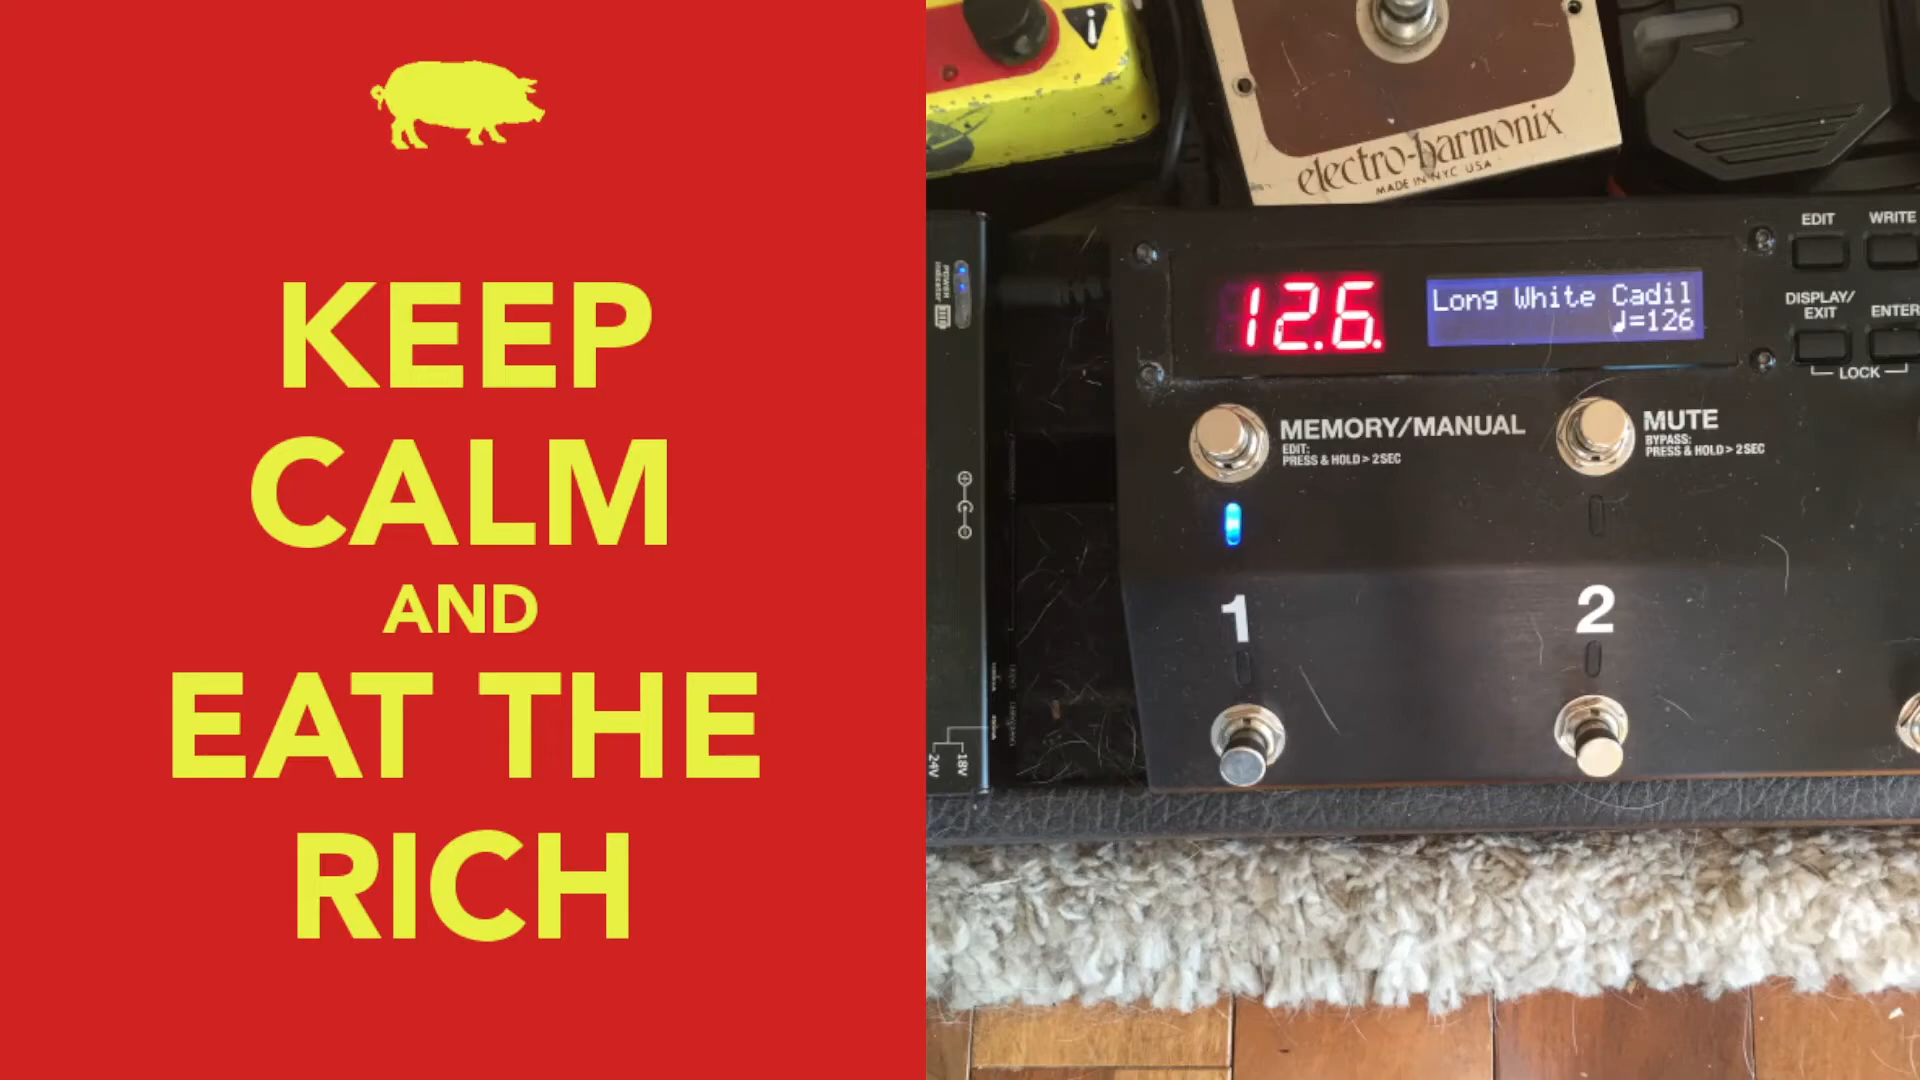 KEEP
CALM
AND
EAT THE
RICH
electro-harmonix
MADE IN NYC USA
EDIT WRITE
12.6.
Long White Cadil
♩=126
DISPLAY/
EXIT
ENTER
LOCK
MEMORY/MANUAL
EDIT:
PRESS & HOLD > 2SEC
MUTE
BYPASS:
PRESS & HOLD > 2SEC
POWER
1
2
24V
18V